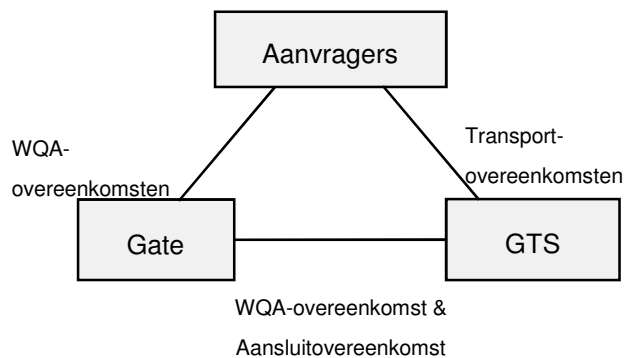 Aanvragers
WQA-
overeenkomsten
Transport-
overeenkomsten
Gate
GTS
WQA-overeenkomst &
Aansluitovereenkomst